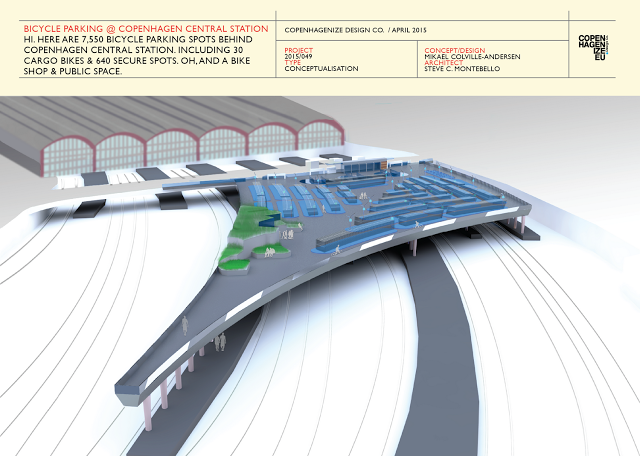 BICYCLE PARKING @ COPENHAGEN CENTRAL STATION
HI. HERE ARE 7,550 BICYCLE PARKING SPOTS BEHIND
COPENHAGEN CENTRAL STATION. INCLUDING 30
CARGO BIKES & 640 SECURE SPOTS. OH, AND A BIKE
SHOP & PUBLIC SPACE.
COPENHAGENIZE DESIGN CO. / APRIL 2015
PROJECT
2015/049
TYPE
CONCEPTUALISATION
CONCEPT/DESIGN
MIKAEL COLVILLE-ANDERSEN
ARCHITECT
STEVE C. MONTEBELLO
COPEN
HAGEN
IZE
EU